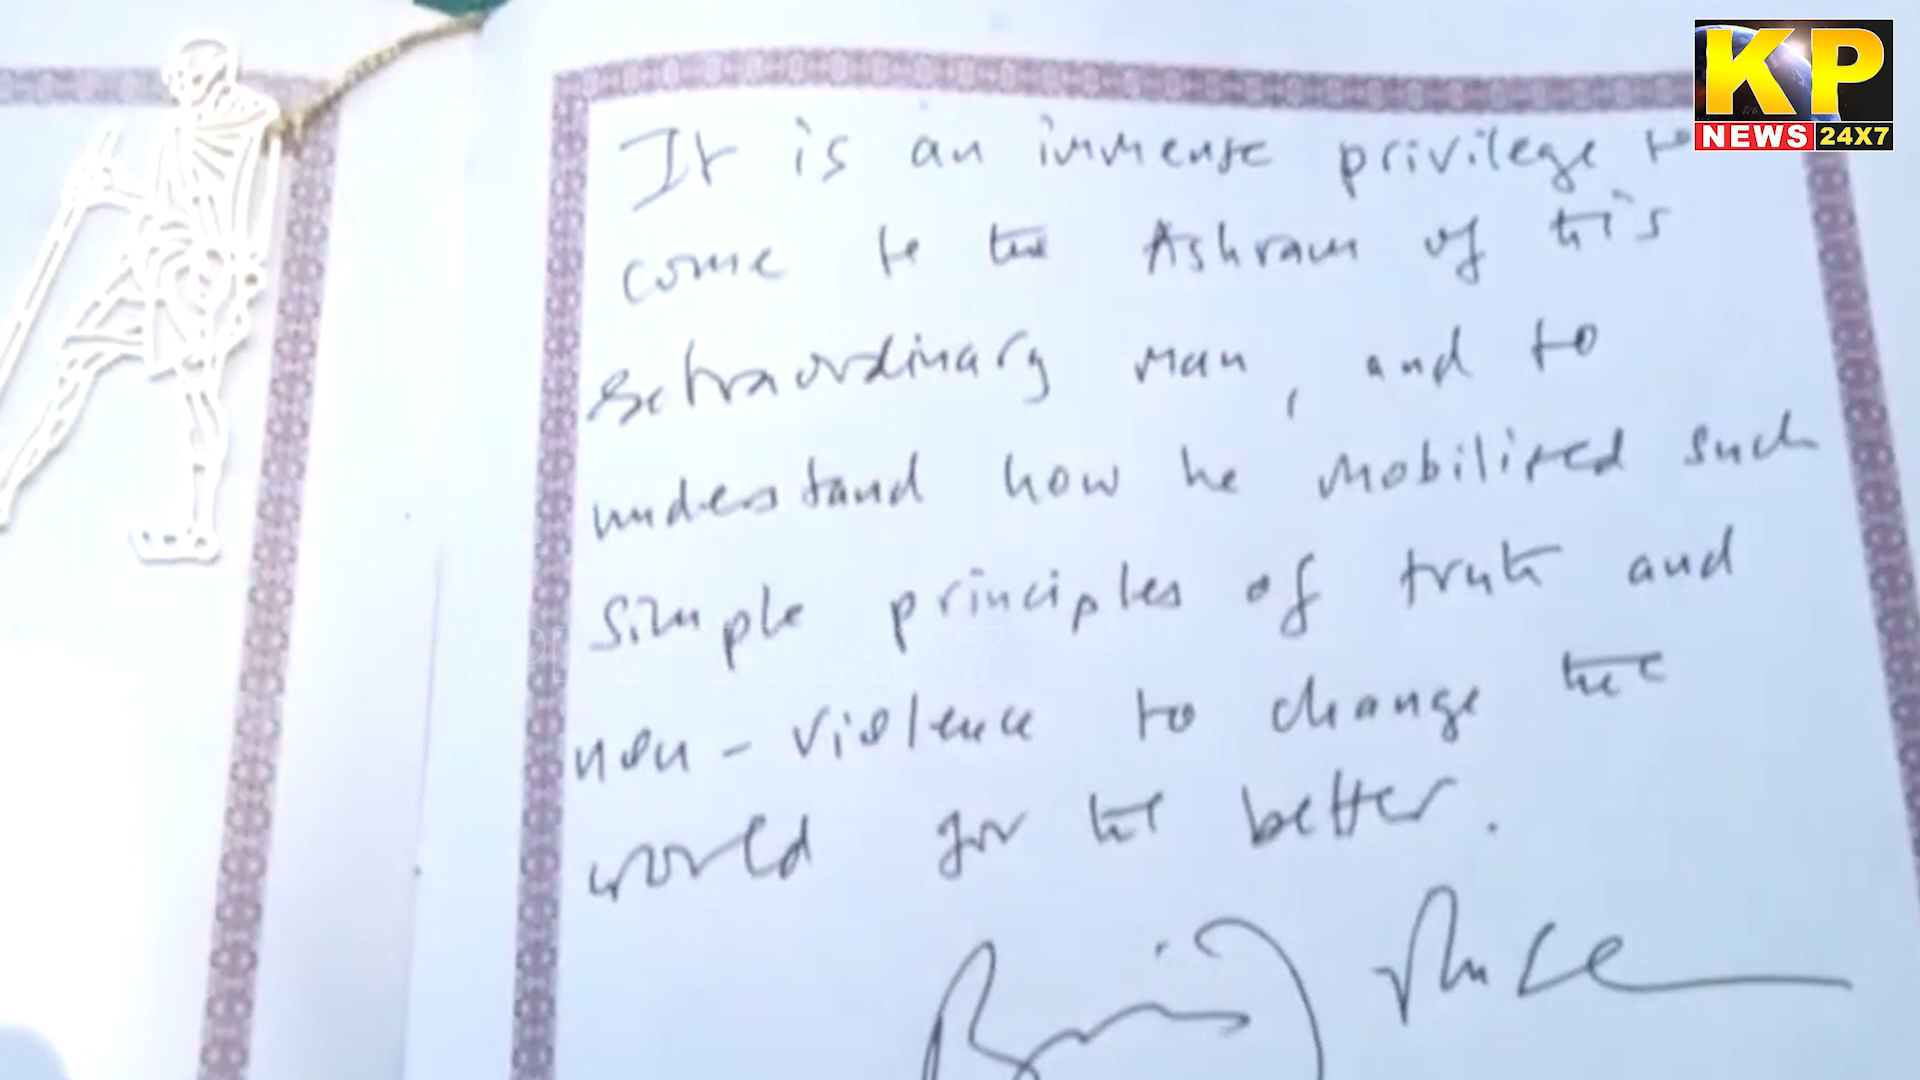 KP
NEWS 24X7
It is an immense privilege to
come to the Ashram of this
extraordinary man, and to
understand how he mobilised such
simple principles of truth and
non-violence to change the
world for the better.